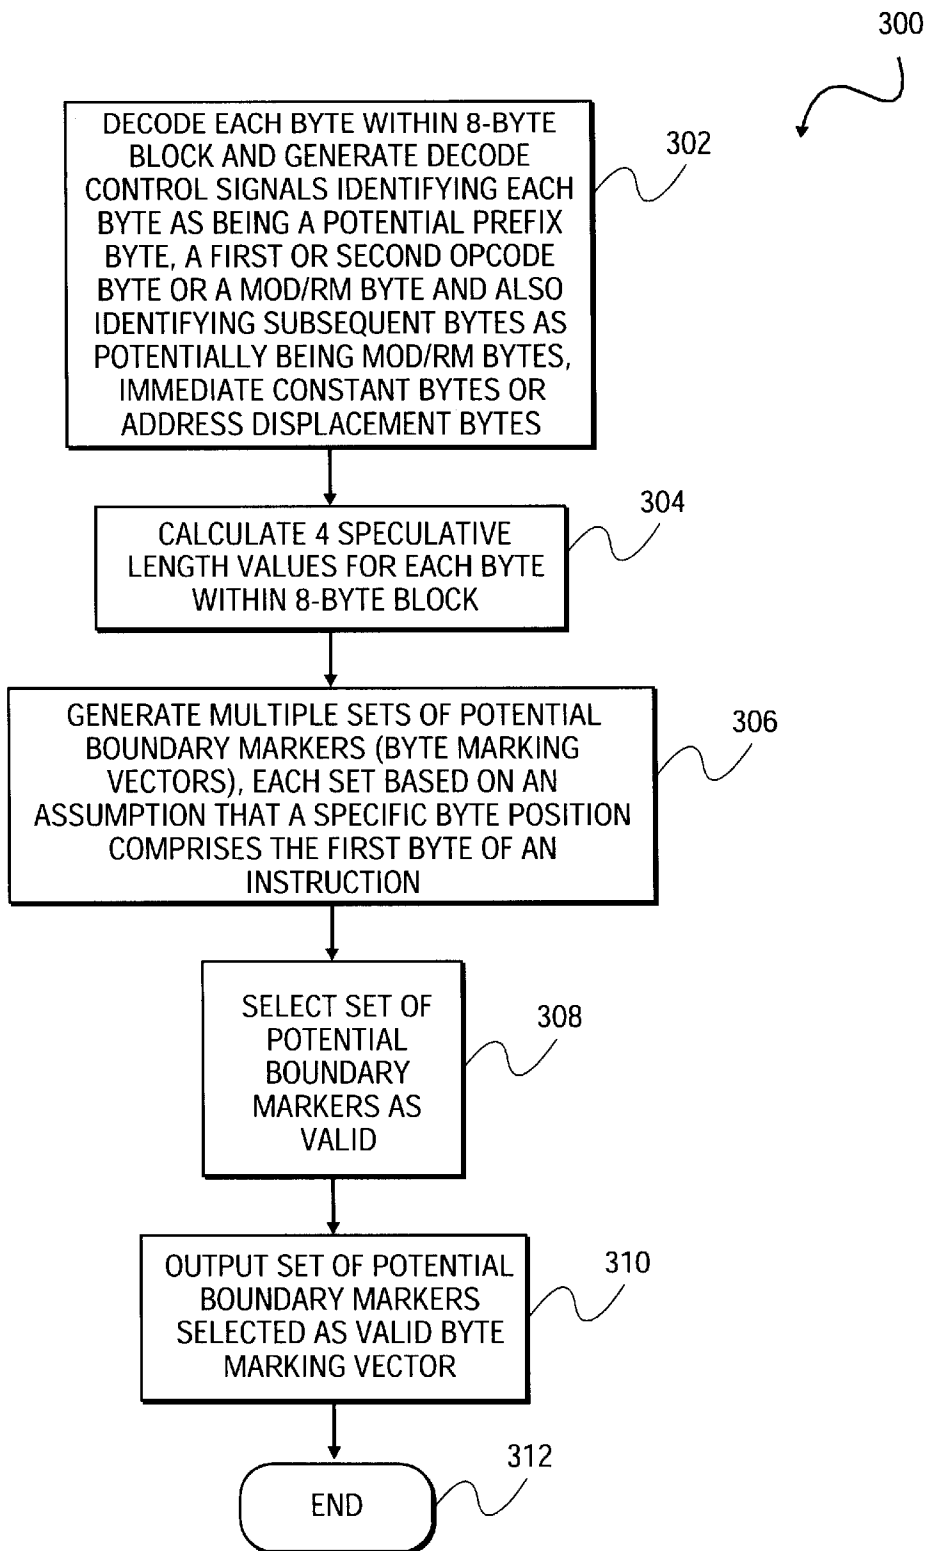 300
DECODE EACH BYTE WITHIN 8-BYTE
BLOCK AND GENERATE DECODE
CONTROL SIGNALS IDENTIFYING EACH
BYTE AS BEING A POTENTIAL PREFIX
BYTE, A FIRST OR SECOND OPCODE
BYTE OR A MOD/RM BYTE AND ALSO
IDENTIFYING SUBSEQUENT BYTES AS
POTENTIALLY BEING MOD/RM BYTES,
IMMEDIATE CONSTANT BYTES OR
ADDRESS DISPLACEMENT BYTES
302
CALCULATE 4 SPECULATIVE
LENGTH VALUES FOR EACH BYTE
WITHIN 8-BYTE BLOCK
304
GENERATE MULTIPLE SETS OF POTENTIAL
BOUNDARY MARKERS (BYTE MARKING
VECTORS), EACH SET BASED ON AN
ASSUMPTION THAT A SPECIFIC BYTE POSITION
COMPRISES THE FIRST BYTE OF AN
INSTRUCTION
306
SELECT SET OF
POTENTIAL
BOUNDARY
MARKERS AS
VALID
308
OUTPUT SET OF POTENTIAL
BOUNDARY MARKERS
SELECTED AS VALID BYTE
MARKING VECTOR
310
END
312